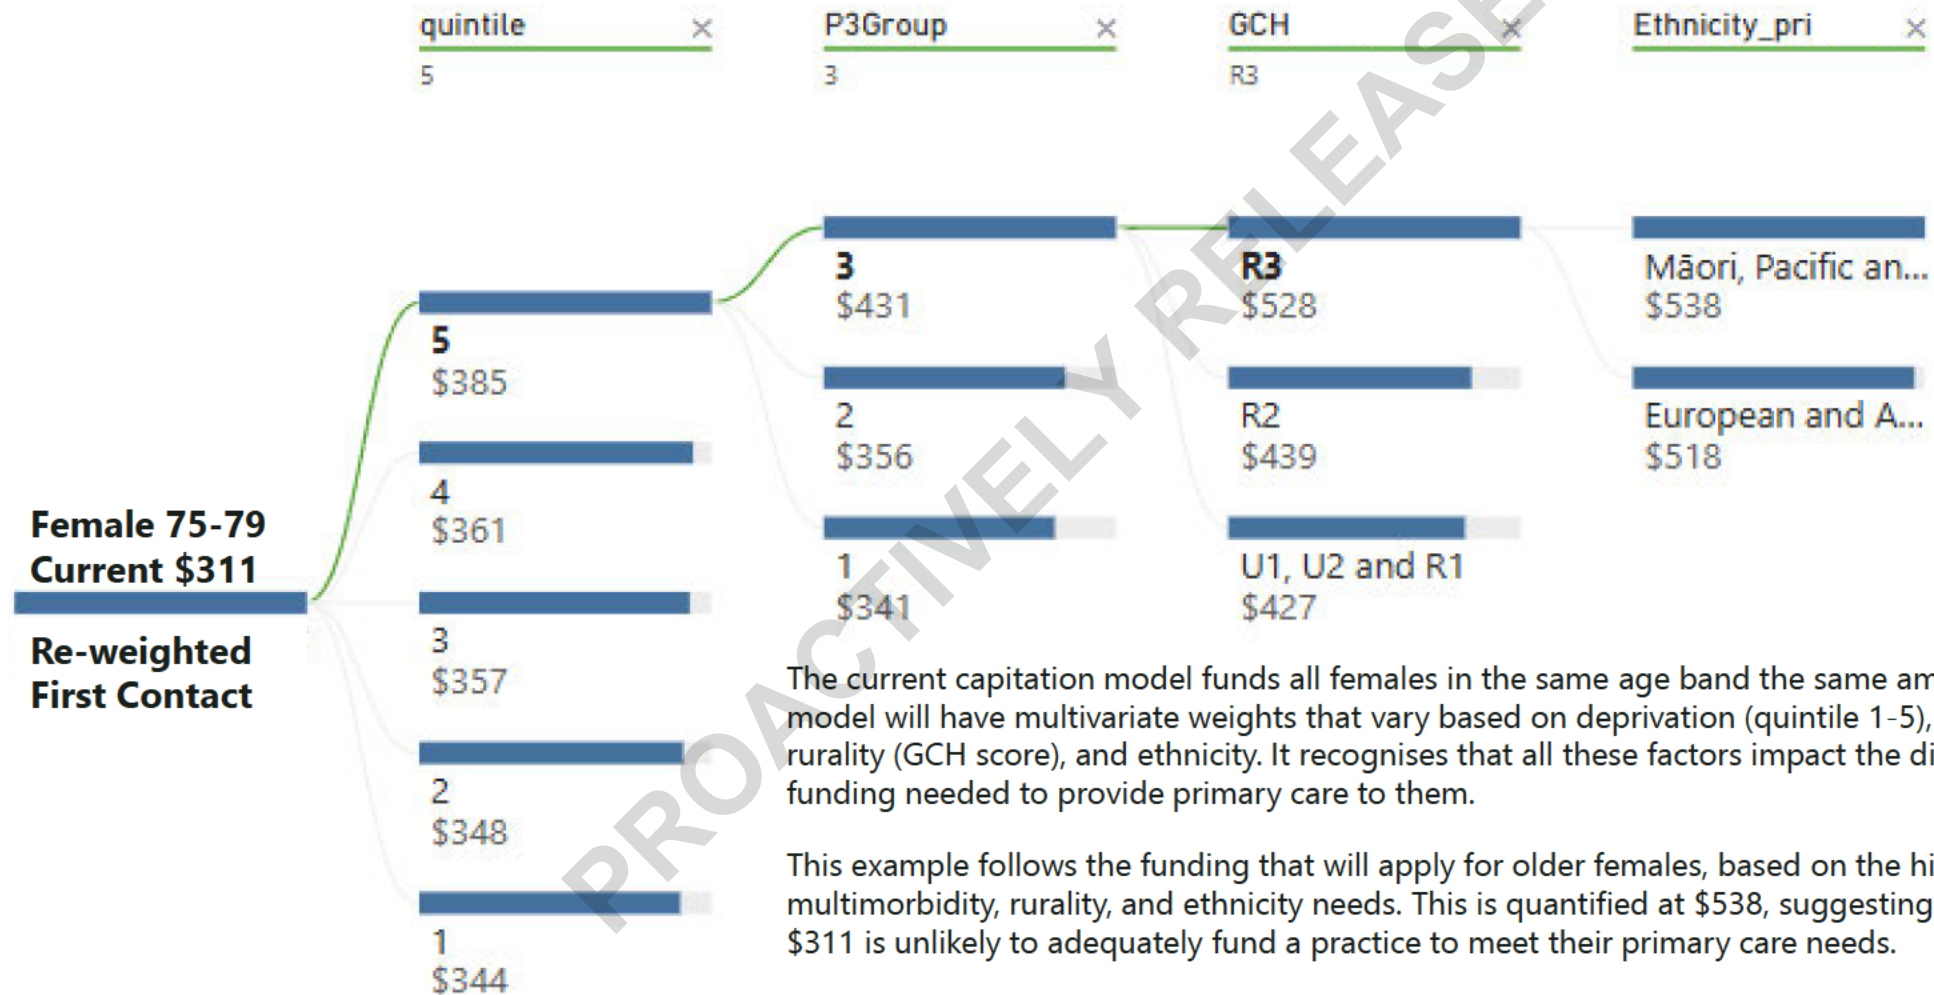 quintile ×
5
P3Group ×
3
GCH ×
R3
Ethnicity_pri ×
Female 75-79
Current $311
Re-weighted
First Contact
5
$385
4
$361
3
$357
2
$348
1
$344
3
$431
2
$356
1
$341
R3
$528
R2
$439
U1, U2 and R1
$427
Māori, Pacific an...
$538
European and A...
$518
The current capitation model funds all females in the same age band the same am
model will have multivariate weights that vary based on deprivation (quintile 1-5),
rurality (GCH score), and ethnicity. It recognises that all these factors impact the di
funding needed to provide primary care to them.
This example follows the funding that will apply for older females, based on the hi
multimorbidity, rurality, and ethnicity needs. This is quantified at $538, suggesting
$311 is unlikely to adequately fund a practice to meet their primary care needs.
PROACTIVELY RELEASE